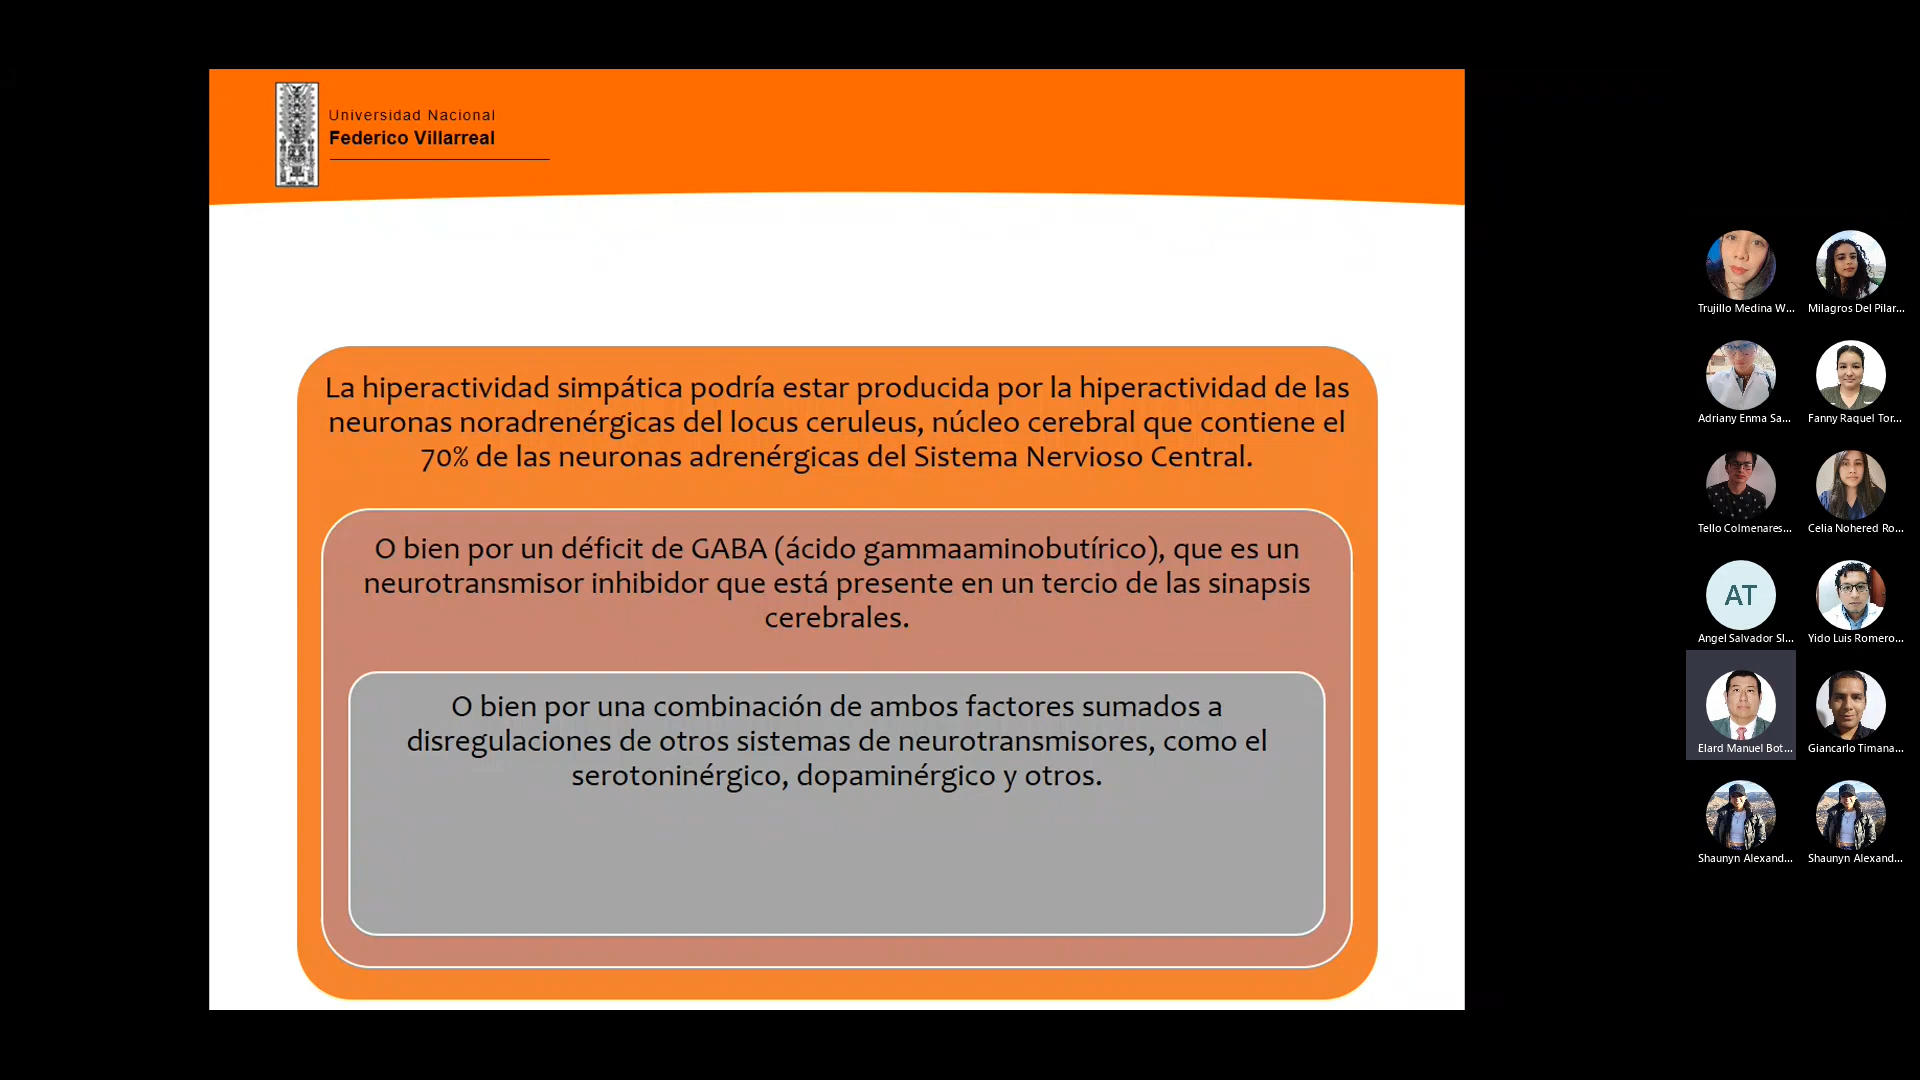 Universidad Nacional
Federico Villarreal
La hiperactividad simpática podría estar producida por la hiperactividad de las
neuronas noradrenérgicas del locus ceruleus, núcleo cerebral que contiene el
70% de las neuronas adrenérgicas del Sistema Nervioso Central.
O bien por un déficit de GABA (ácido gammaaminobutírico), que es un
neurotransmisor inhibidor que está presente en un tercio de las sinapsis
cerebrales.
O bien por una combinación de ambos factores sumados a
disregulaciones de otros sistemas de neurotransmisores, como el
serotoninérgico, dopaminérgico y otros.
Trujillo Medina W...
Milagros Del Pilar...
Adriany Enma Sa...
Fanny Raquel Tor...
Tello Colmenares...
Celia Nohered Ro...
AT
Angel Salvador Sl...
Yido Luis Romero...
Elard Manuel Bot...
Giancarlo Timana...
Shaunyn Alexand...
Shaunyn Alexand...